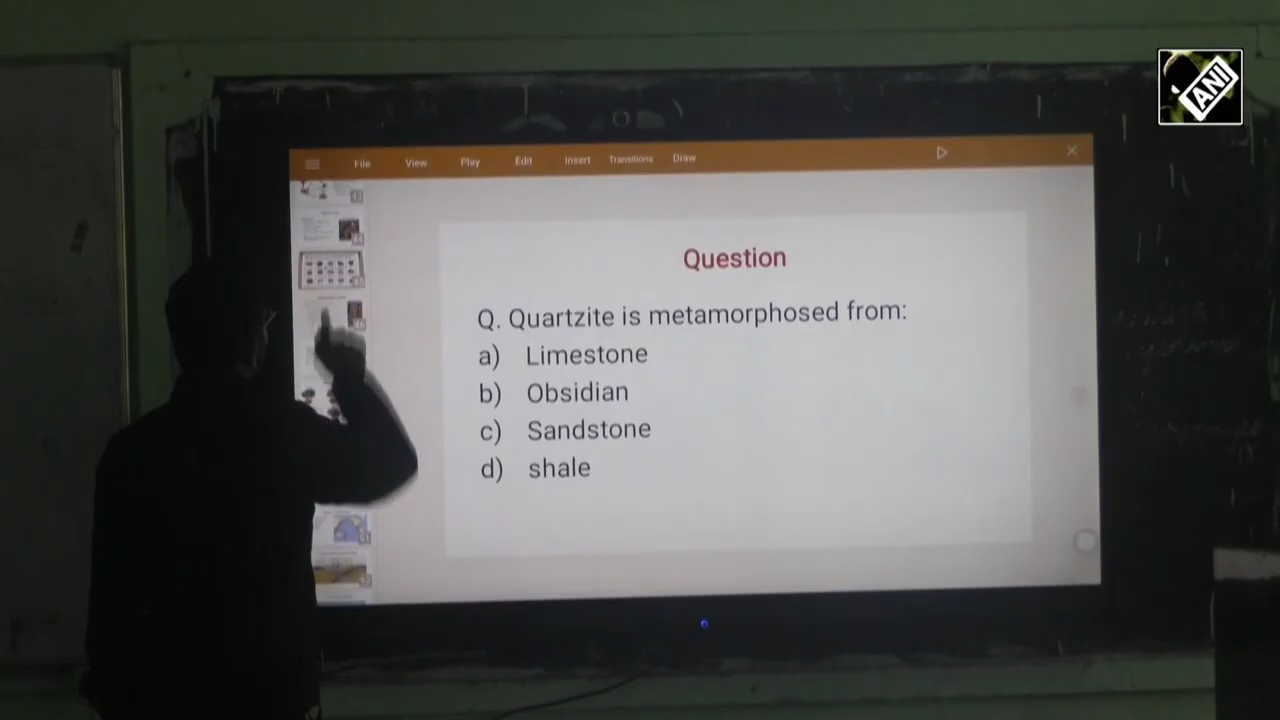 ANI
File View Play Edit Insert Transitions Draw
Question
Q. Quartzite is metamorphosed from:
a) Limestone
b) Obsidian
c) Sandstone
d) shale